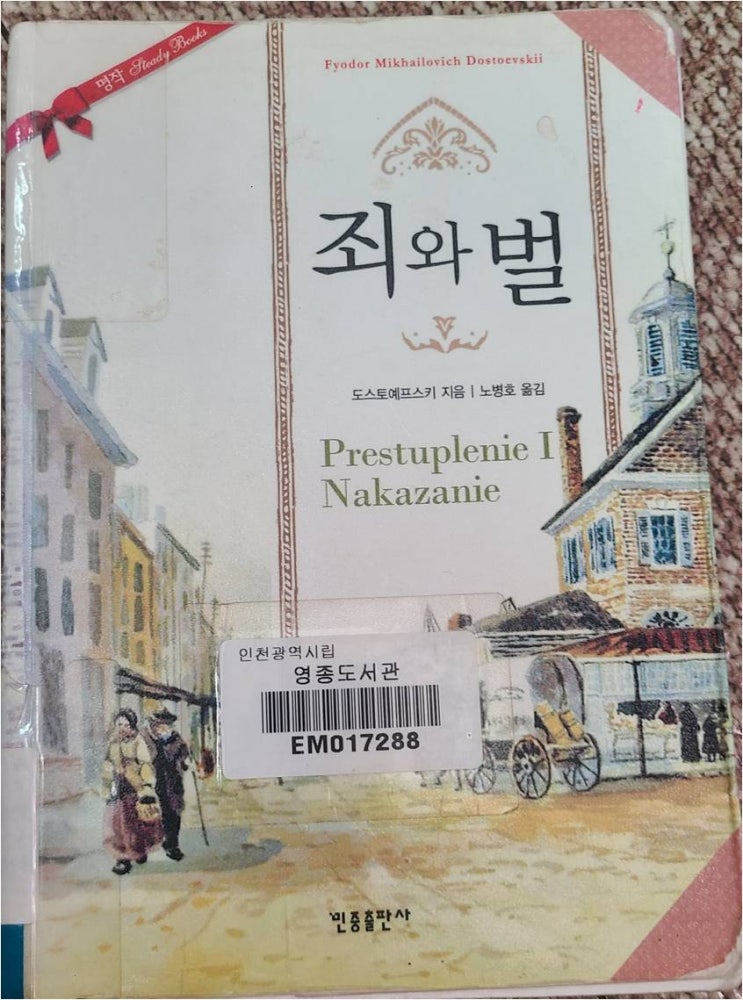 명작 Steady Books
Fyodor Mikhailovich Dostoevskii
죄와 벌
도스토예프스키 지음 | 노병호 옮김
Prestuplenie I
Nakazanie
인천광역시립
영종도서관
EM017288
민중출판사